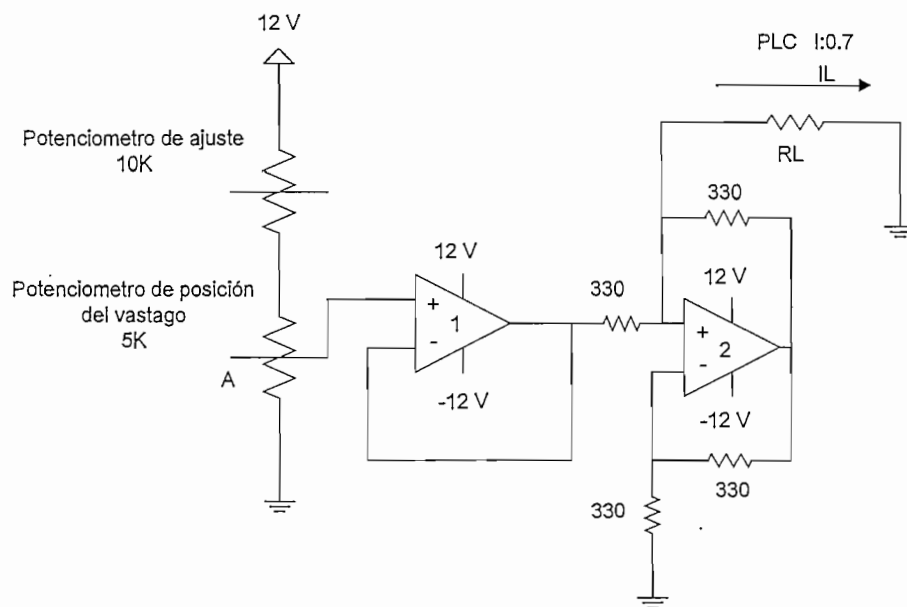 12 V
PLC I:0.7
IL
Potenciometro de ajuste
10K
RL
330
12 V
330
12 V
Potenciometro de posición
del vastago
5K
+
1
-
+
2
-
A
-12 V
-12 V
330
330